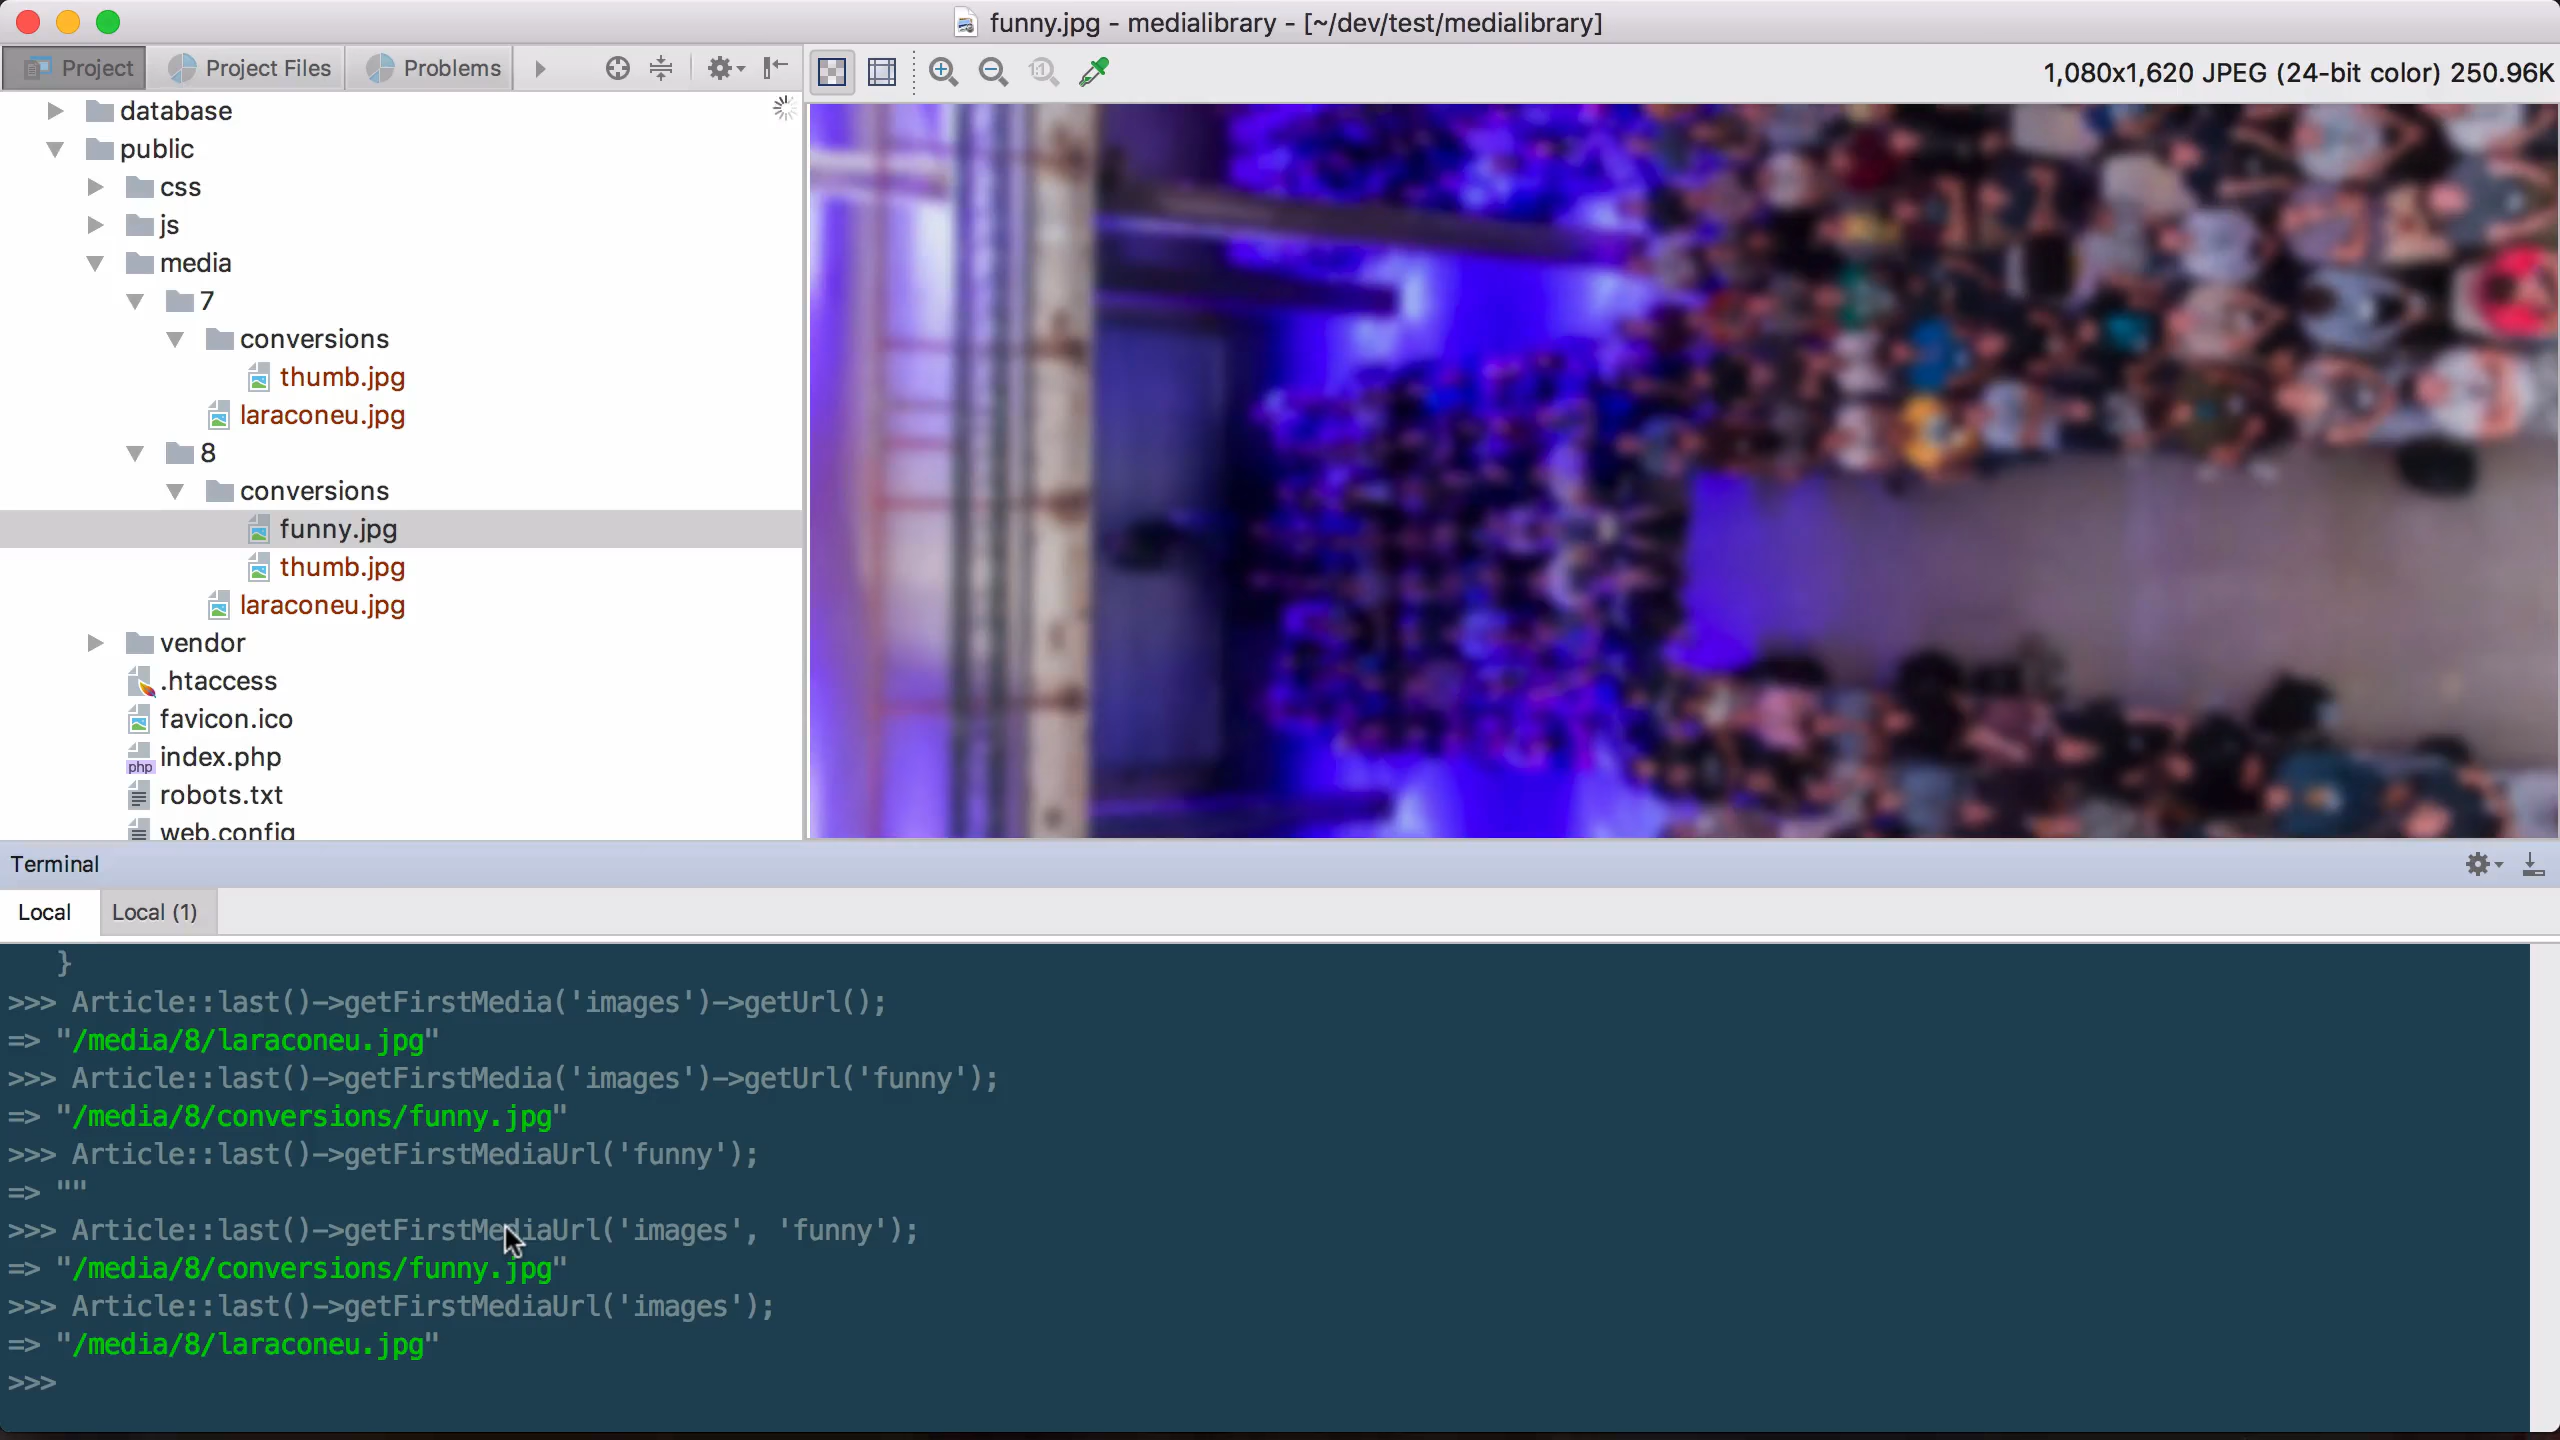 funny.jpg - medialibrary - [~/dev/test/medialibrary]
Project
Project Files
Problems
1:1
1,080x1,620 JPEG (24-bit color) 250.96K
database
public
css
js
media
7
conversions
thumb.jpg
laraconeu.jpg
8
conversions
funny.jpg
thumb.jpg
laraconeu.jpg
vendor
.htaccess
favicon.ico
php
index.php
robots.txt
web.config
Terminal
Local
Local (1)
}
>>> Article::last()->getFirstMedia('images')->getUrl();
=> "/media/8/laraconeu.jpg"
>>> Article::last()->getFirstMedia('images')->getUrl('funny');
=> "/media/8/conversions/funny.jpg"
>>> Article::last()->getFirstMediaUrl('funny');
=> ""
>>> Article::last()->getFirstMediaUrl('images', 'funny');
=> "/media/8/conversions/funny.jpg"
>>> Article::last()->getFirstMediaUrl('images');
=> "/media/8/laraconeu.jpg"
>>>